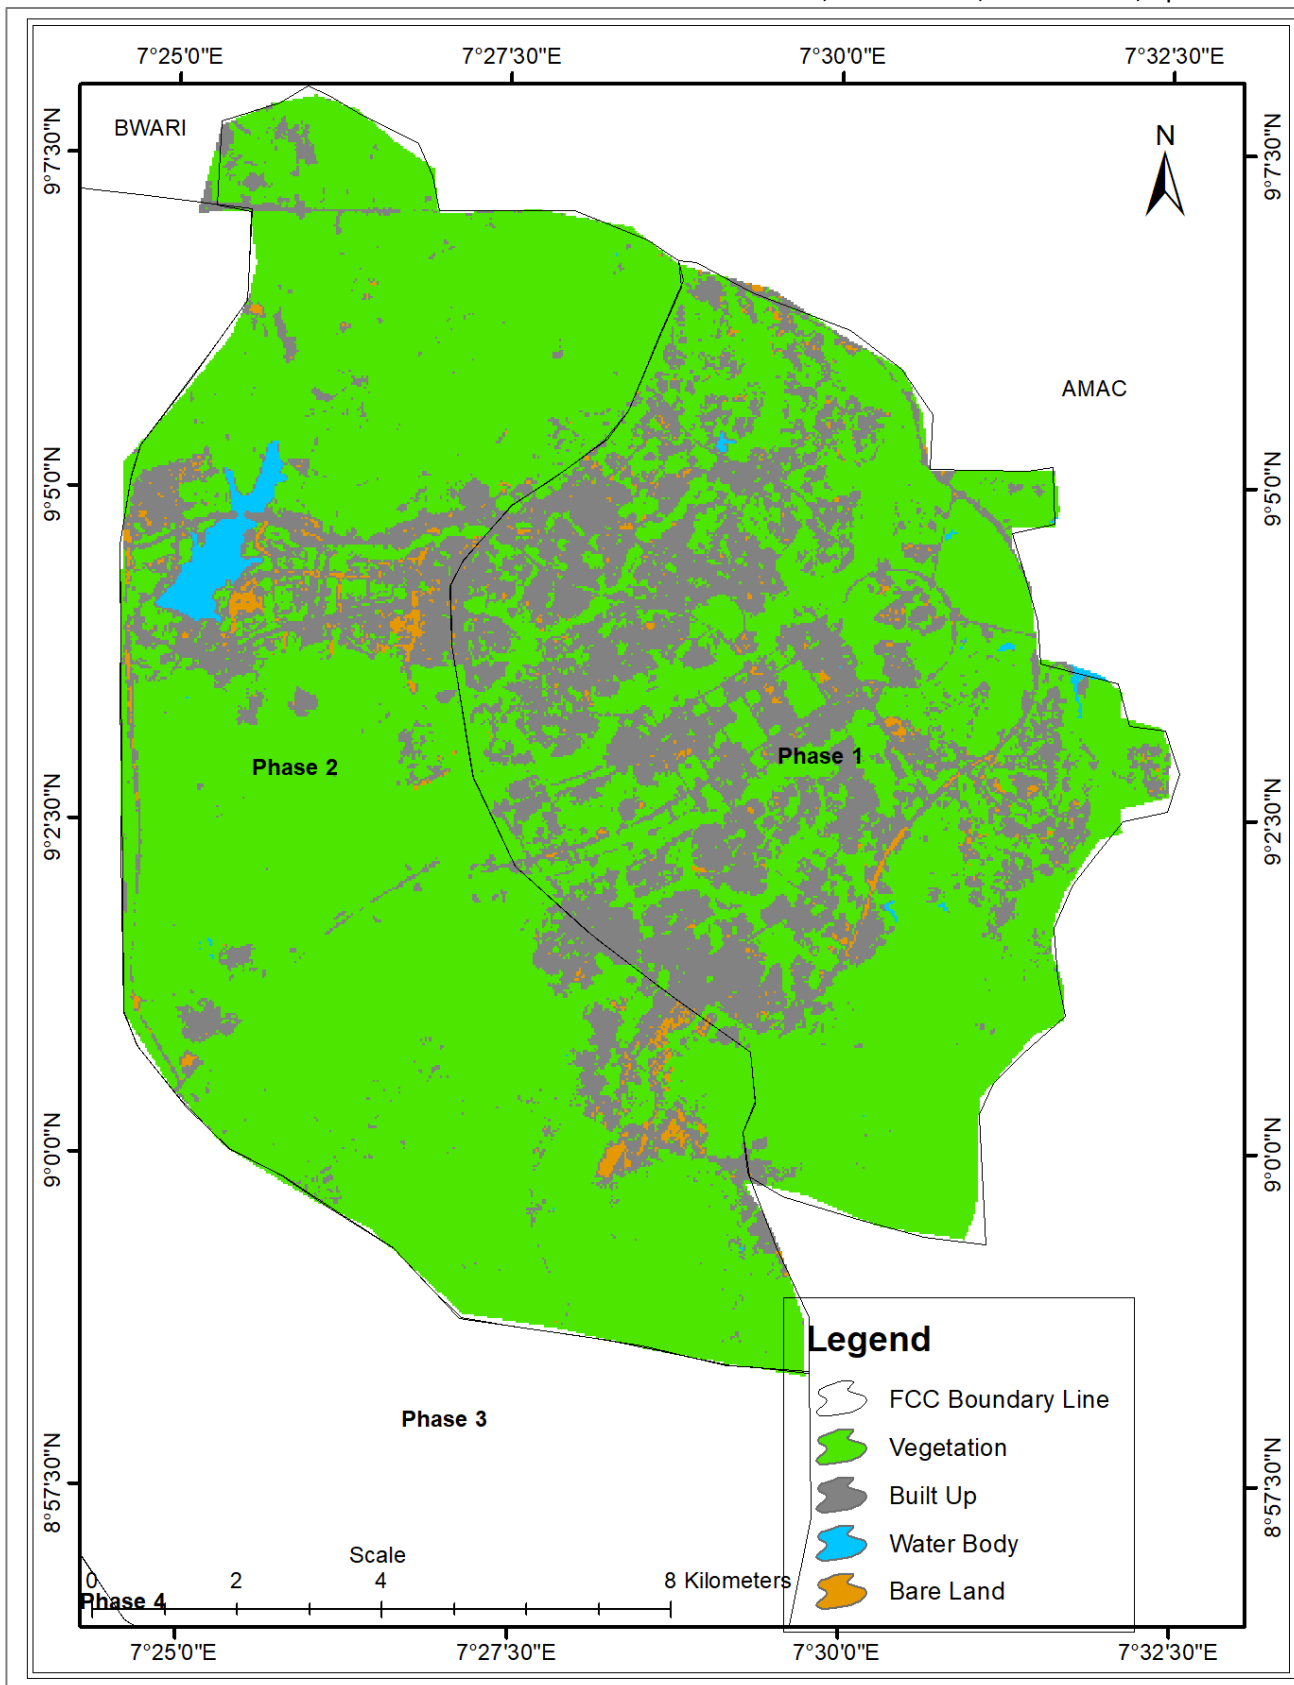 7°25'0"E 7°27'30"E 7°30'0"E 7°32'30"E
9°7'30"N
9°7'30"N
BWARI
N
AMAC
9°5'0"N
9°5'0"N
Phase 1
Phase 2
9°2'30"N
9°2'30"N
9°0'0"N
9°0'0"N
Legend
FCC Boundary Line
Phase 3
Vegetation
8°57'30"N
8°57'30"N
Built Up
Water Body
Scale
0 2 4 8 Kilometers
Bare Land
Phase 4
7°25'0"E 7°27'30"E 7°30'0"E 7°32'30"E